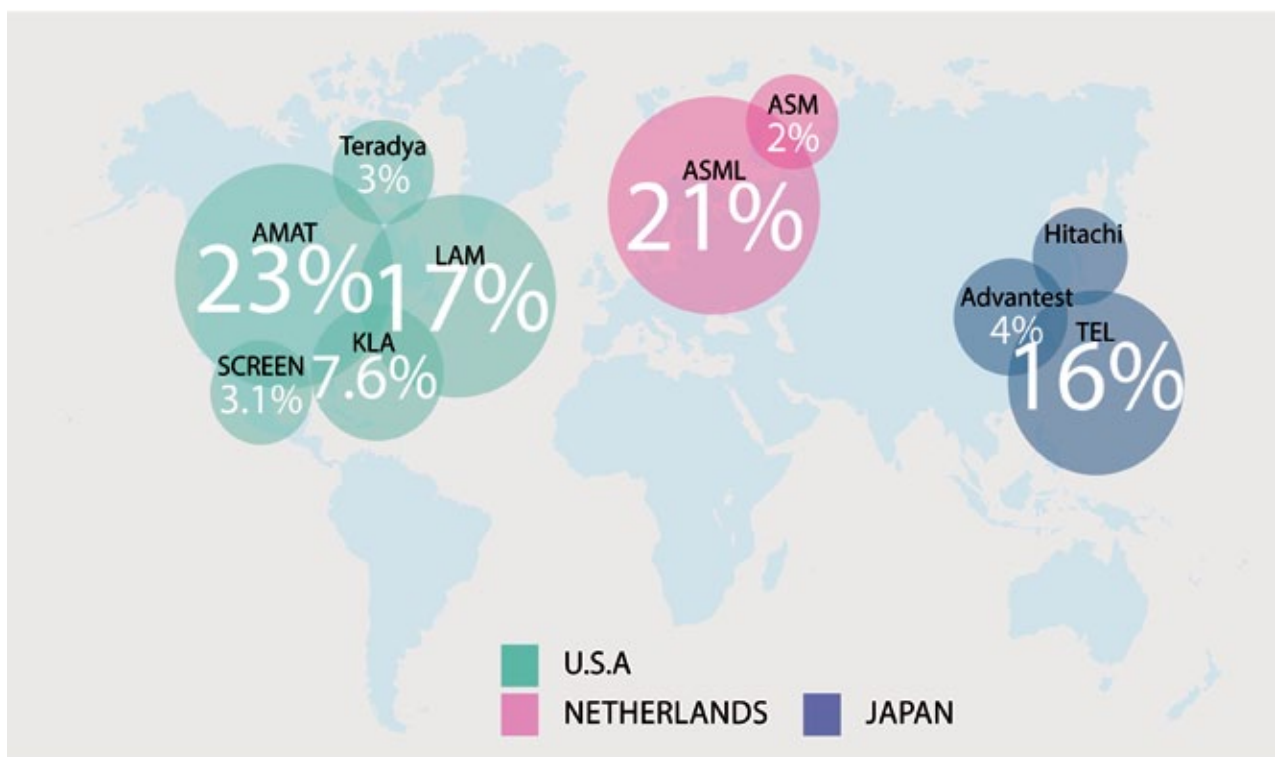 Teradya
3%
AMAT
23%
LAM
17%
KLA
7.6%
SCREEN
3.1%
ASM
2%
ASML
21%
Hitachi
Advantest
4%
TEL
16%
U.S.A
NETHERLANDS
JAPAN